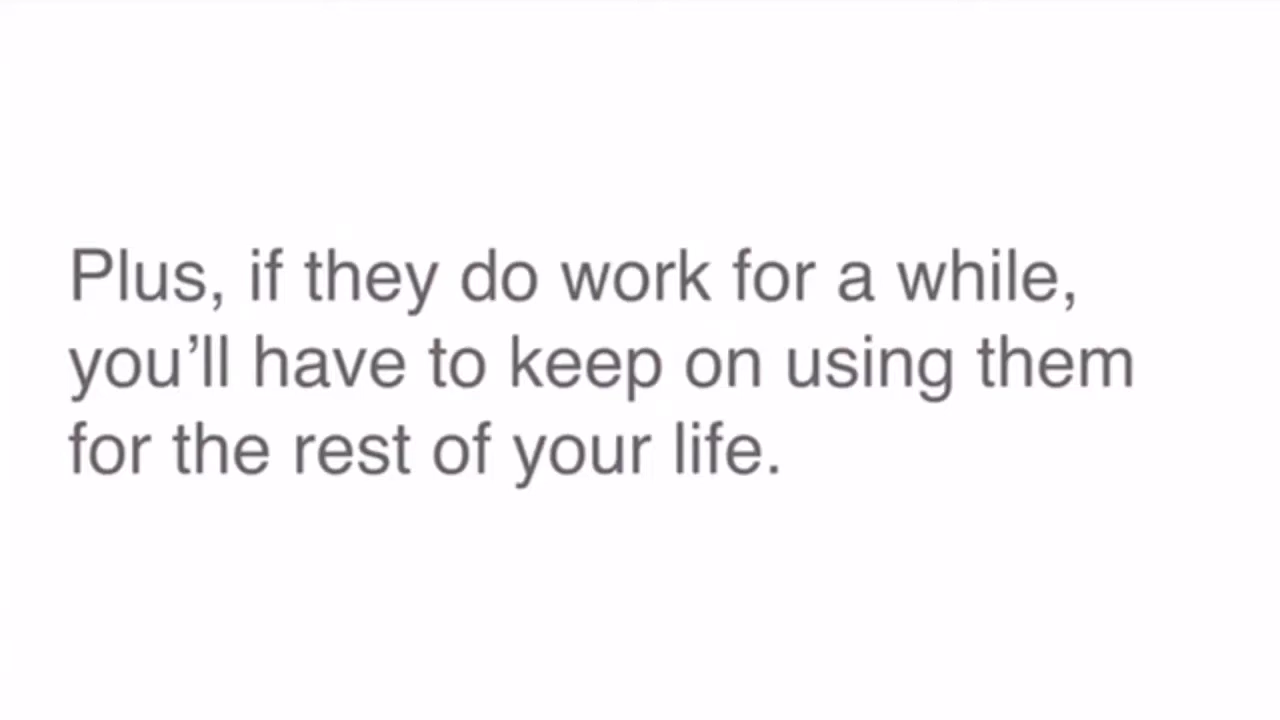 Plus, if they do work for a while,
you’ll have to keep on using them
for the rest of your life.